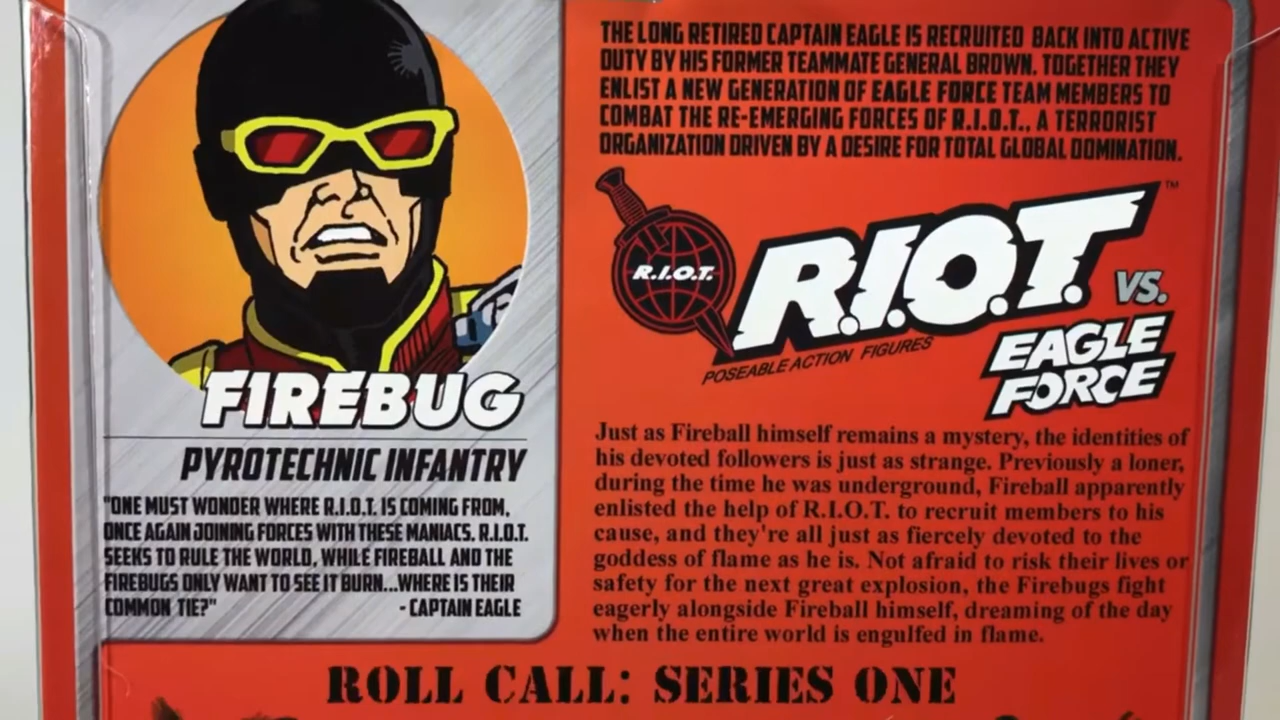 FIREBUG
PYROTECHNIC INFANTRY
"ONE MUST WONDER WHERE R.I.O.T. IS COMING FROM,
ONCE AGAIN JOINING FORCES WITH THESE MANIACS. R.I.O.T.
SEEKS TO RULE THE WORLD, WHILE FIREBALL AND THE
FIREBUGS ONLY WANT TO SEE IT BURN...WHERE IS THEIR
COMMON TIE?" - CAPTAIN EAGLE
THE LONG RETIRED CAPTAIN EAGLE IS RECRUITED BACK INTO ACTIVE
DUTY BY HIS FORMER TEAMMATE GENERAL BROWN. TOGETHER THEY
ENLIST A NEW GENERATION OF EAGLE FORCE TEAM MEMBERS TO
COMBAT THE RE-EMERGING FORCES OF R.I.O.T., A TERRORIST
ORGANIZATION DRIVEN BY A DESIRE FOR TOTAL GLOBAL DOMINATION.
R.I.O.T.
R.I.O.T. ™
VS.
EAGLE
FORCE
POSEABLE ACTION FIGURES
Just as Fireball himself remains a mystery, the identities of
his devoted followers is just as strange. Previously a loner,
during the time he was underground, Fireball apparently
enlisted the help of R.I.O.T. to recruit members to his
cause, and they're all just as fiercely devoted to the
goddess of flame as he is. Not afraid to risk their lives or
safety for the next great explosion, the Firebugs fight
eagerly alongside Fireball himself, dreaming of the day
when the entire world is engulfed in flame.
ROLL CALL: SERIES ONE